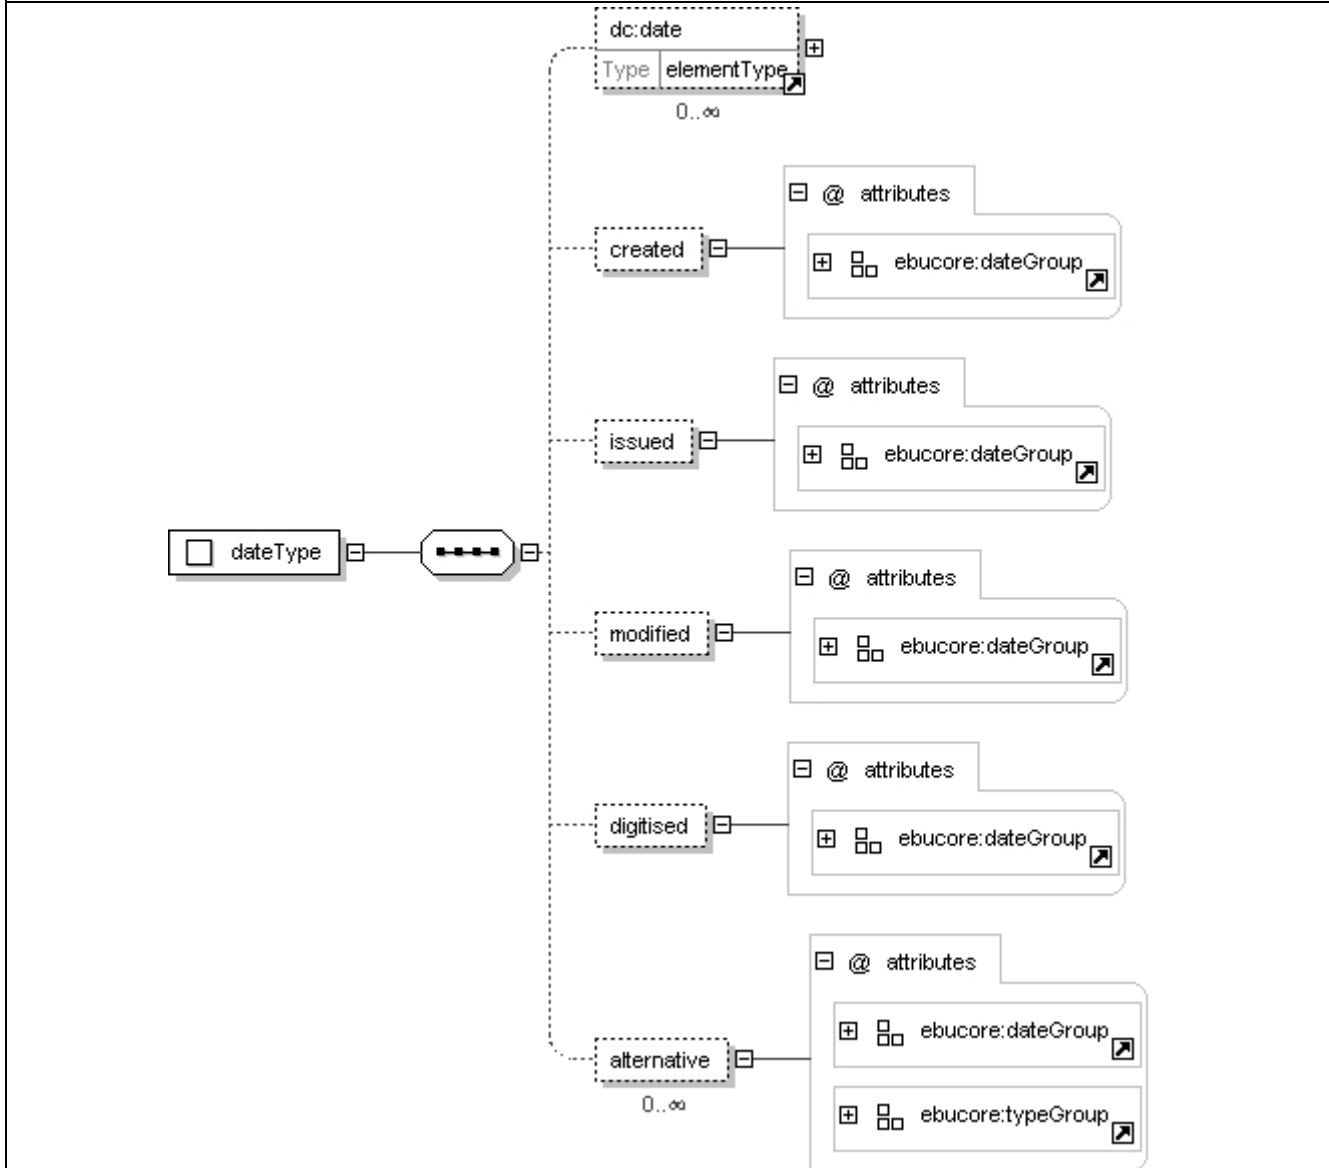 dc:date
Type elementType
0..∞
@ attributes
created
ebucore:dateGroup
@ attributes
issued
ebucore:dateGroup
dateType
@ attributes
modified
ebucore:dateGroup
@ attributes
digitised
ebucore:dateGroup
@ attributes
ebucore:dateGroup
alternative
0..∞
ebucore:typeGroup